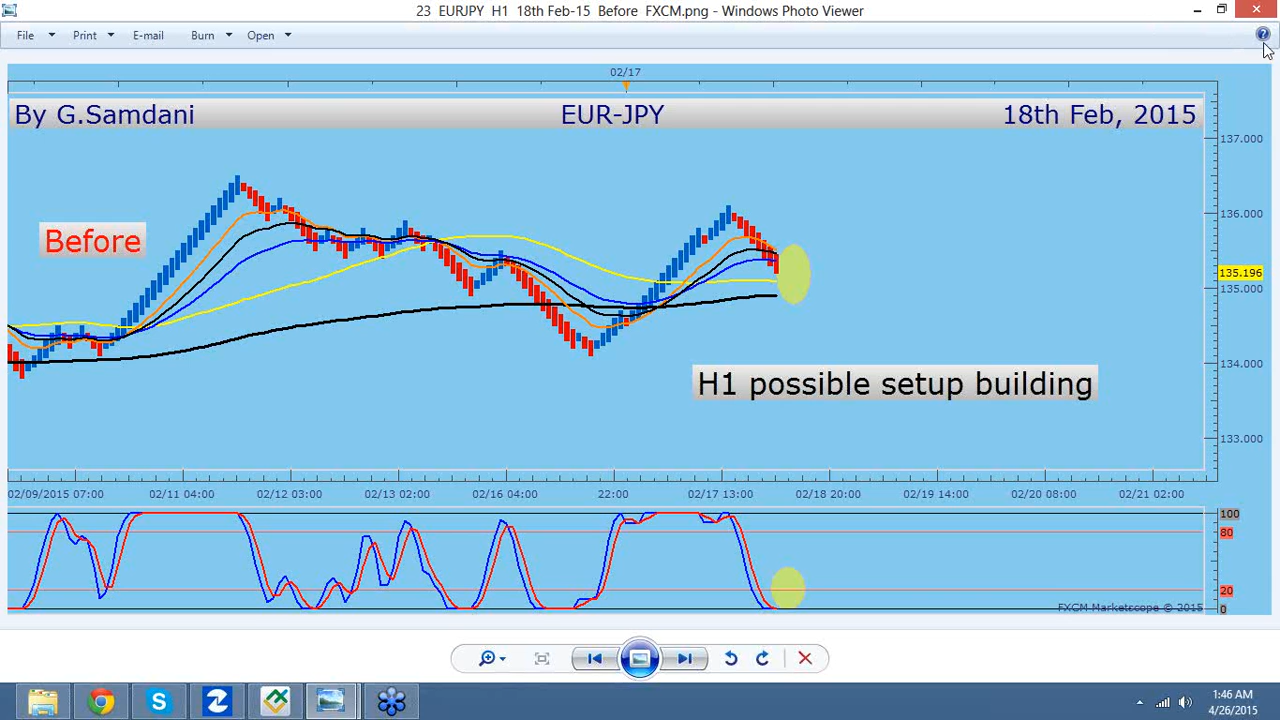 23 EURJPY H1 18th Feb-15 Before FXCM.png - Windows Photo Viewer
File Print E-mail Burn Open
02/17
By G.Samdani EUR-JPY 18th Feb, 2015
137.000
136.000
Before
135.196
135.000
134.000
H1 possible setup building
133.000
02/09/2015 07:00 02/11 04:00 02/12 03:00 02/13 02:00 02/16 04:00 22:00 02/17 13:00 02/18 20:00 02/19 14:00 02/20 08:00 02/21 02:00
100
80
20
FXCM Marketscope © 2015
0
1:46 AM
4/26/2015